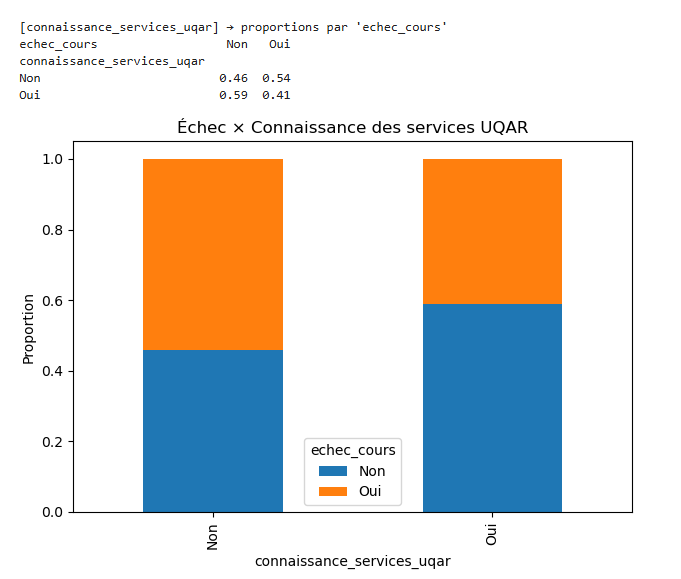 [connaissance_services_uqar] → proportions par 'echec_cours'
echec_cours Non Oui
connaissance_services_uqar
Non 0.46 0.54
Oui 0.59 0.41
Échec × Connaissance des services UQAR
1.0
0.8
0.6
0.4
0.2
0.0
Proportion
echec_cours
Non
Oui
Non
Oui
connaissance_services_uqar